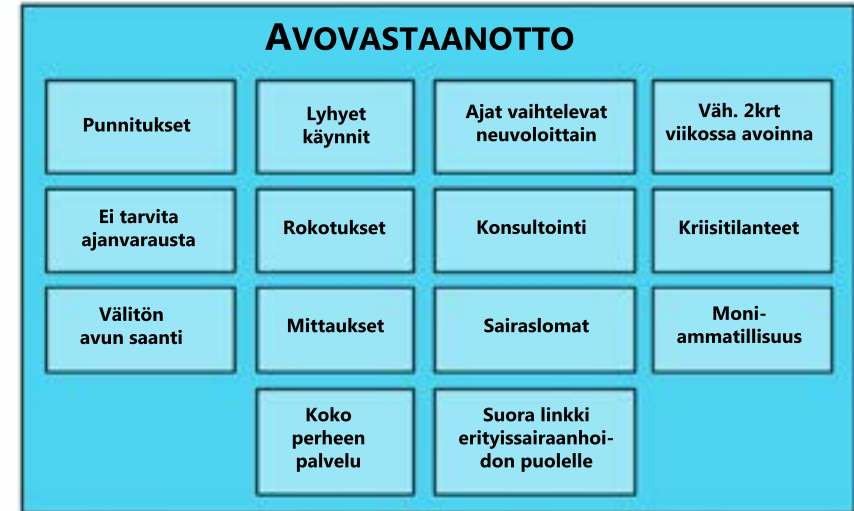 AVOVASTAANOTTO
Punnitukset
Lyhyet
käynnit
Ajat vaihtelevat
neuvoloittain
Väh. 2krt
viikossa avoinna
Ei tarvita
ajanvarausta
Rokotukset
Konsultointi
Kriisitilanteet
Välitön
avun saanti
Mittaukset
Sairaslomat
Moni-
ammatillisuus
Koko
perheen
palvelu
Suora linkki
erityissairaanhoi-
don puolelle